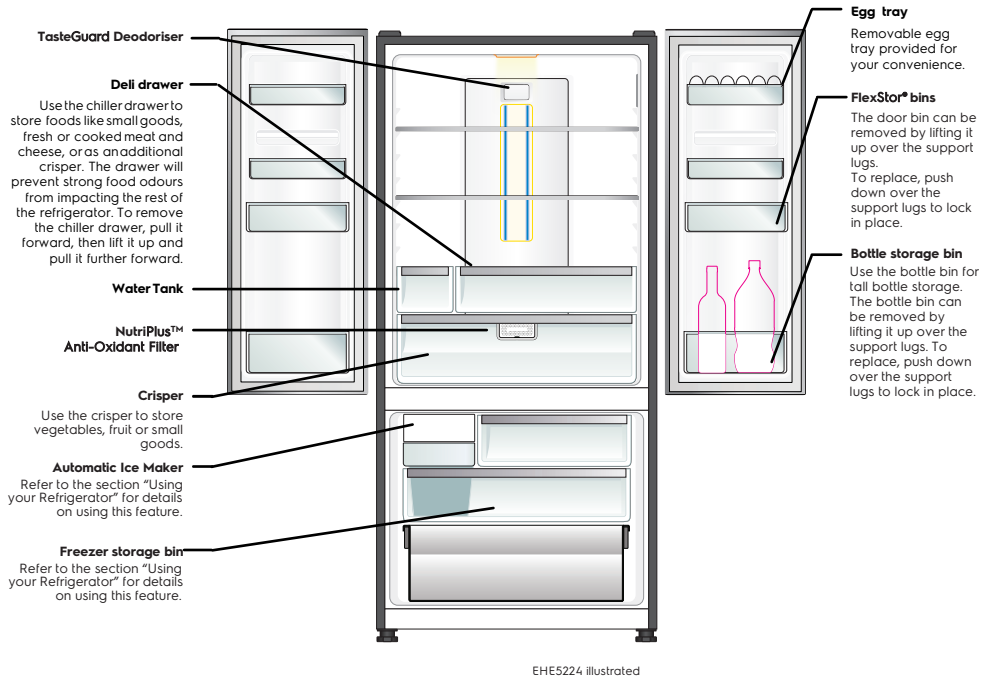 TasteGuard Deodoriser
Deli drawer
Use the chiller drawer to
store foods like small goods,
fresh or cooked meat and
cheese, or as an additional
crisper. The drawer will
prevent strong food odours
from impacting the rest of
the refrigerator. To remove
the chiller drawer, pull it
forward, then lift it up and
pull it further forward.
Water Tank
NutriPlus™
Anti-Oxidant Filter
Crisper
Use the crisper to store
vegetables, fruit or small
goods.
Automatic Ice Maker
Refer to the section “Using
your Refrigerator” for details
on using this feature.
Freezer storage bin
Refer to the section “Using
your Refrigerator” for details
on using this feature.
Egg tray
Removable egg
tray provided for
your convenience.
FlexStor® bins
The door bin can be
removed by lifting it
up over the support
lugs.
To replace, push
down over the
support lugs to lock
in place.
Bottle storage bin
Use the bottle bin for
tall bottle storage.
The bottle bin can
be removed by
lifting it up over the
support lugs. To
replace, push down
over the support
lugs to lock in place.
EHE5224 illustrated